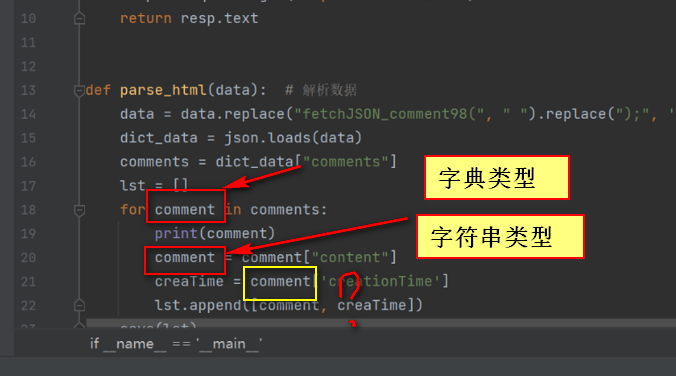 10 return resp.text
11
12
13 def parse_html(data):  # 解析数据
14 data = data.replace("fetchJSON_comment98(", " ").replace(");", '
15 dict_data = json.loads(data)
16 comments = dict_data["comments"]
17 lst = []
字典类型
18 for comment in comments:
19 print(comment)
字符串类型
20 comment = comment["content"]
21 creaTime = comment['creationTime']
?
22 lst.append([comment, creaTime])
23 save(lst)
if __name__ == '__main__'